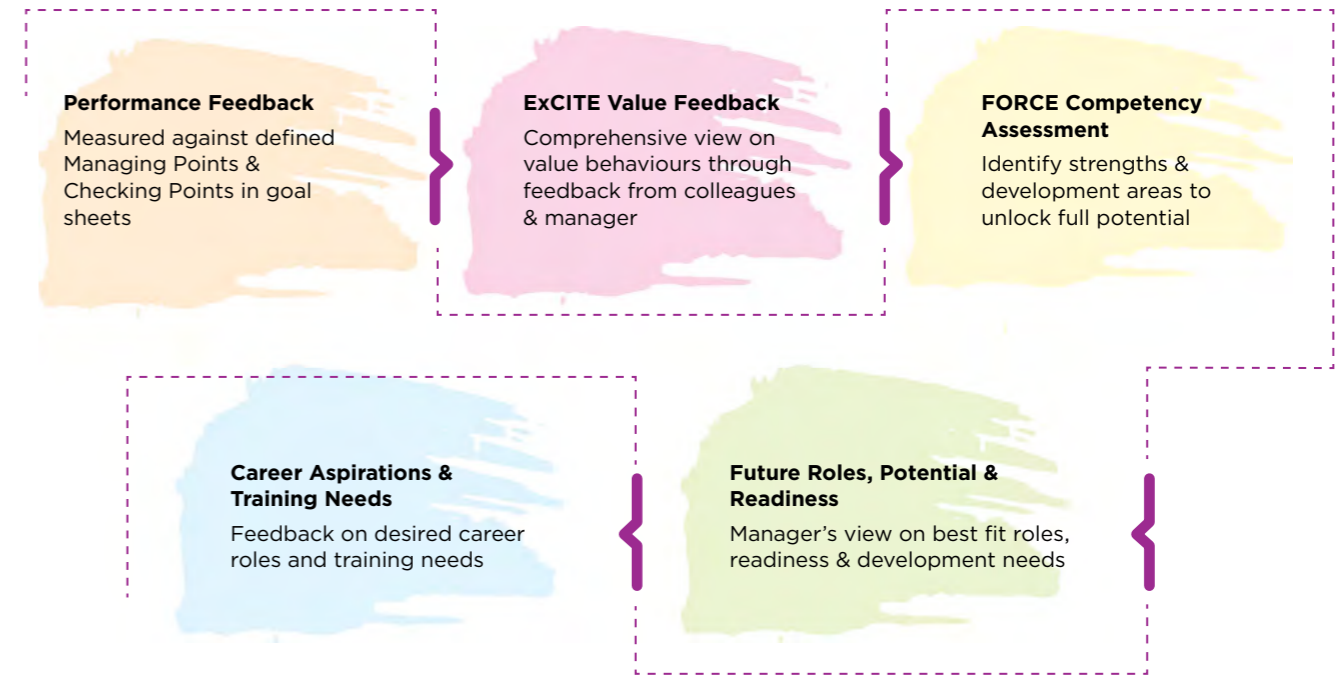 Performance Feedback
Measured against defined
Managing Points &
Checking Points in goal
sheets
ExCITE Value Feedback
Comprehensive view on
value behaviours through
feedback from colleagues
& manager
FORCE Competency
Assessment
Identify strengths &
development areas to
unlock full potential
Career Aspirations &
Training Needs
Feedback on desired career
roles and training needs
Future Roles, Potential &
Readiness
Manager’s view on best fit roles,
readiness & development needs